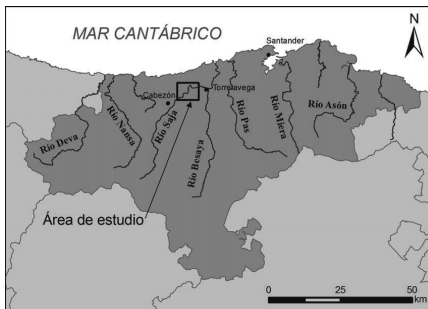 MAR CANTÁBRICO
N
Santander
Cabezón
Torrelavega
Río Deva
Río Nansa
Río Saja
Río Besaya
Río Pas
Río Miera
Río Asón
Área de estudio
0 25 50
km